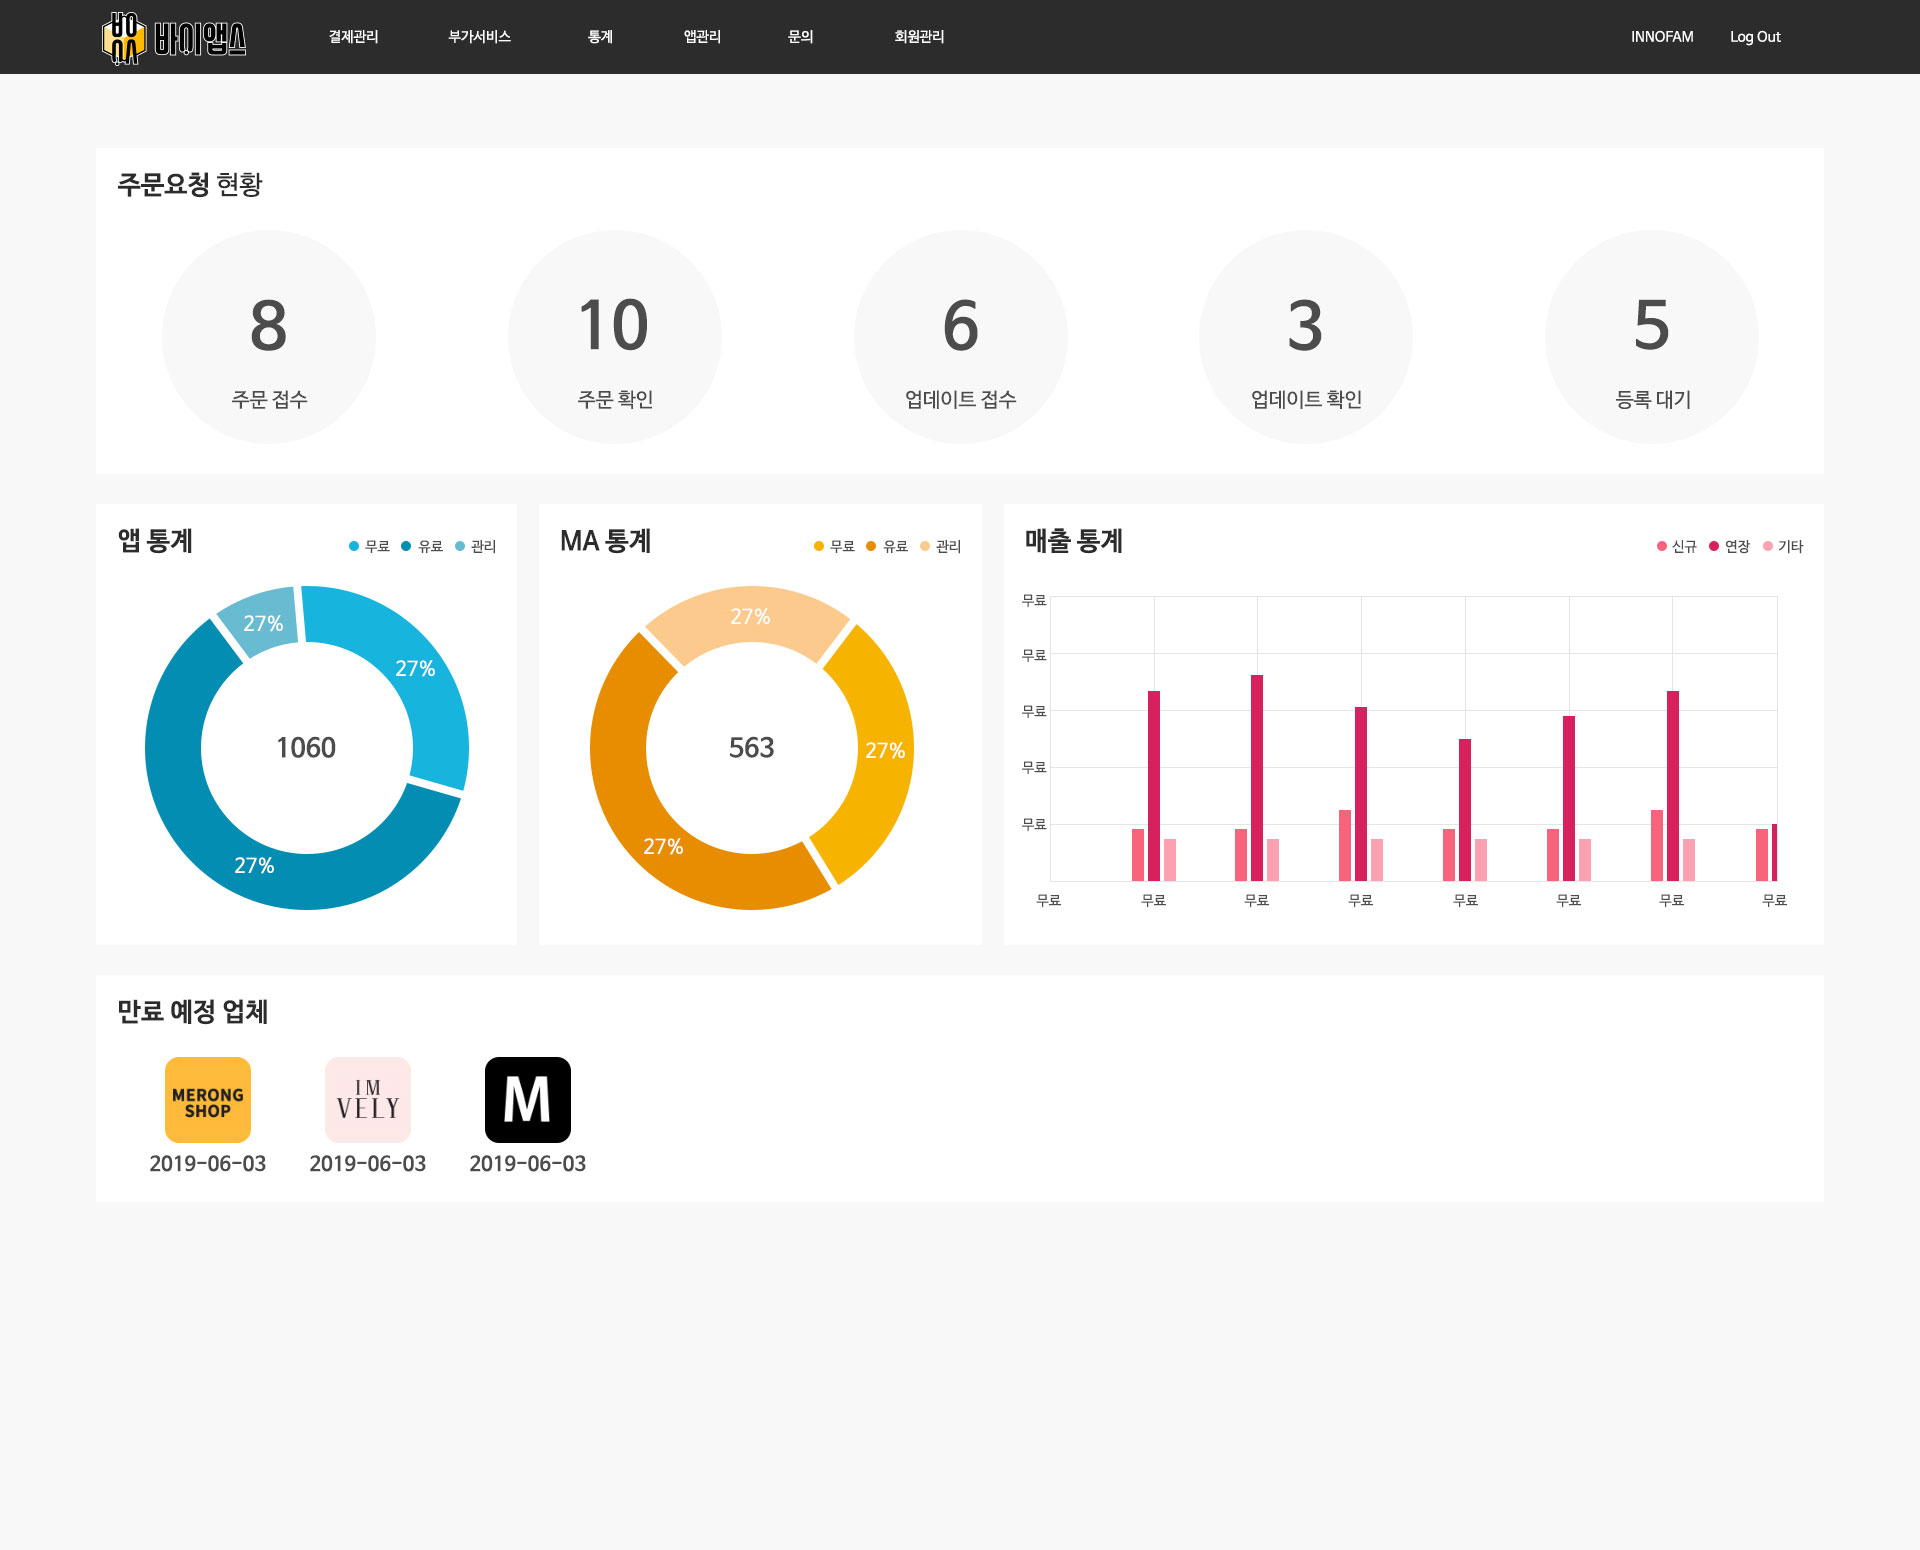 바이앱스
결제관리 부가서비스 통계 앱관리 문의 회원관리 INNOFAM Log Out
주문요청 현황
8 10 6 3 5
주문 접수 주문 확인 업데이트 접수 업데이트 확인 등록 대기
앱 통계
무료 유료 관리
27%
27%
1060
27%
MA 통계
무료 유료 관리
27%
563
27%
27%
매출 통계
신규 연장 기타
무료
무료
무료
무료
무료
무료 무료 무료 무료 무료 무료 무료 무료
만료 예정 업체
MERONG
SHOP
IM
VELY
M
2019-06-03 2019-06-03 2019-06-03